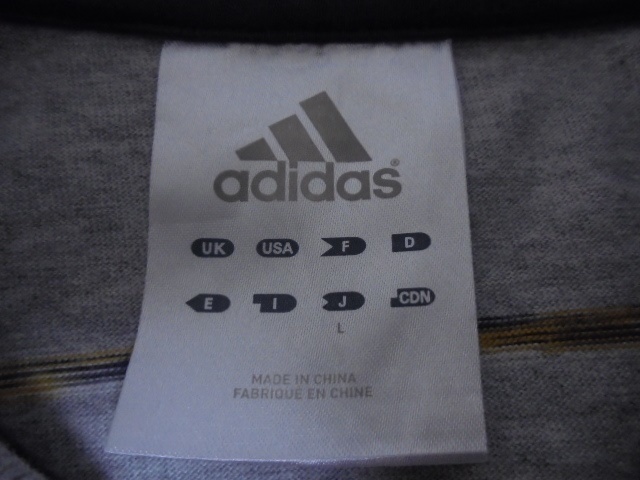 adidas®
UK USA F D
E I J CDN
L
MADE IN CHINA
FABRIQUÉ EN CHINE